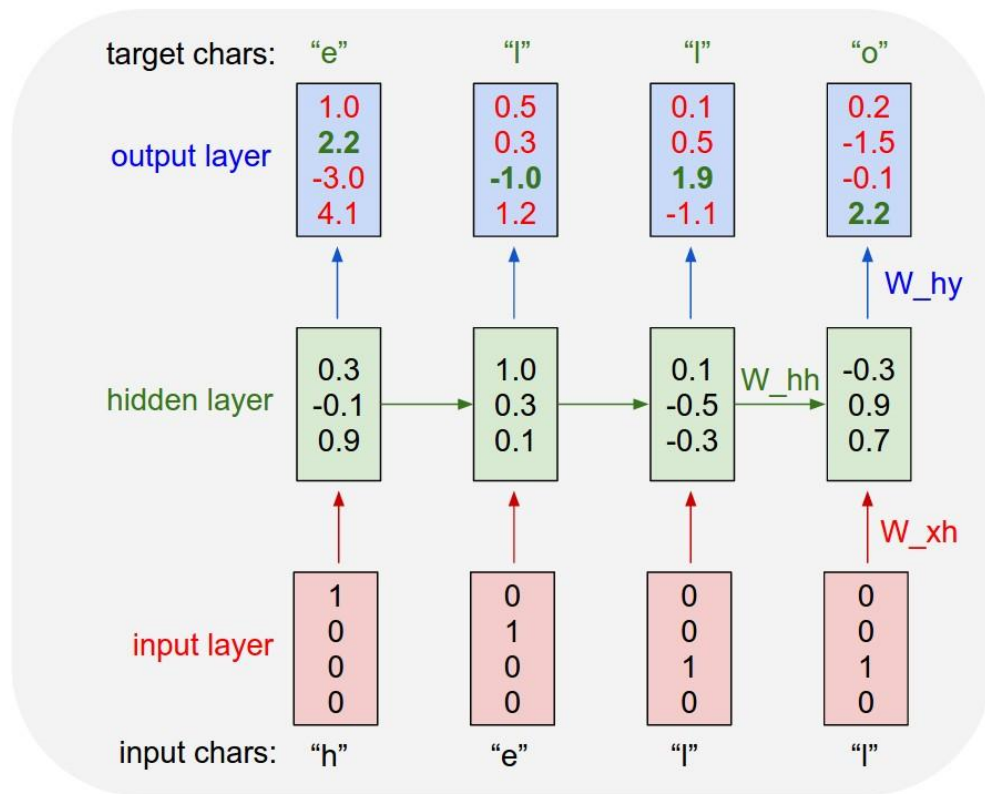 target chars: “e” “l” “l” “o”
output layer
1.0 0.5 0.1 0.2
2.2 0.3 0.5 -1.5
-3.0 -1.0 1.9 -0.1
4.1 1.2 -1.1 2.2
W_hy
hidden layer
0.3 1.0 0.1 -0.3
-0.1 0.3 -0.5 0.9
0.9 0.1 -0.3 0.7
W_hh
W_xh
input layer
1 0 0 0
0 1 0 0
0 0 1 1
0 0 0 0
input chars: “h” “e” “l” “l”